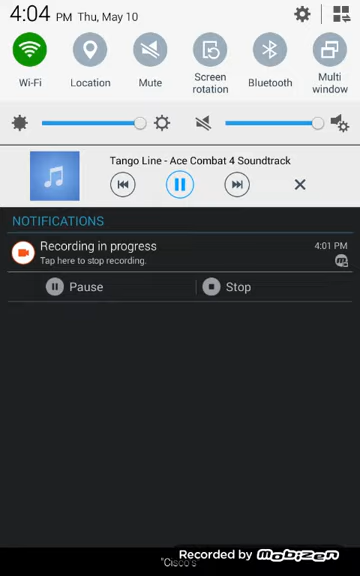 4:04 PM Thu, May 10
Wi-Fi
Location
Mute
Screen
rotation
Bluetooth
Multi
window
Tango Line - Ace Combat 4 Soundtrack
NOTIFICATIONS
Recording in progress
4:01 PM
Tap here to stop recording.
Pause
Stop
Recorded by Mobizen
"Cisco's"